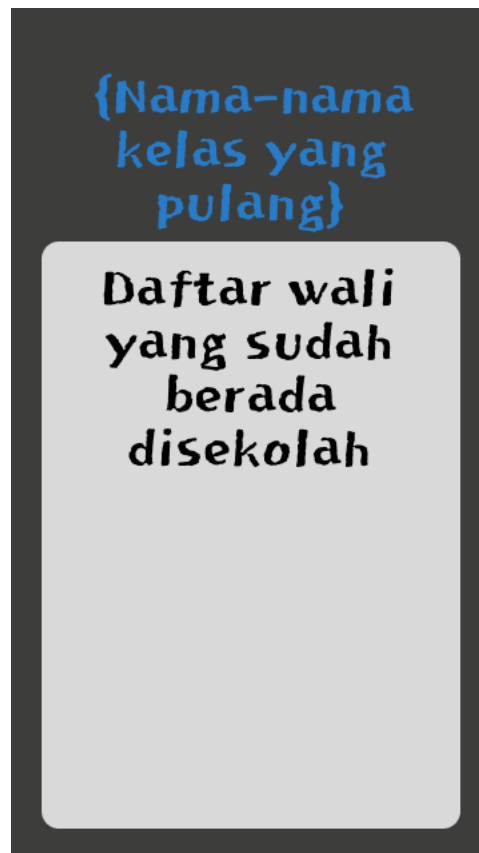 {Nama-nama
kelas yang
pulang}
Daftar wali
yang sudah
berada
disekolah